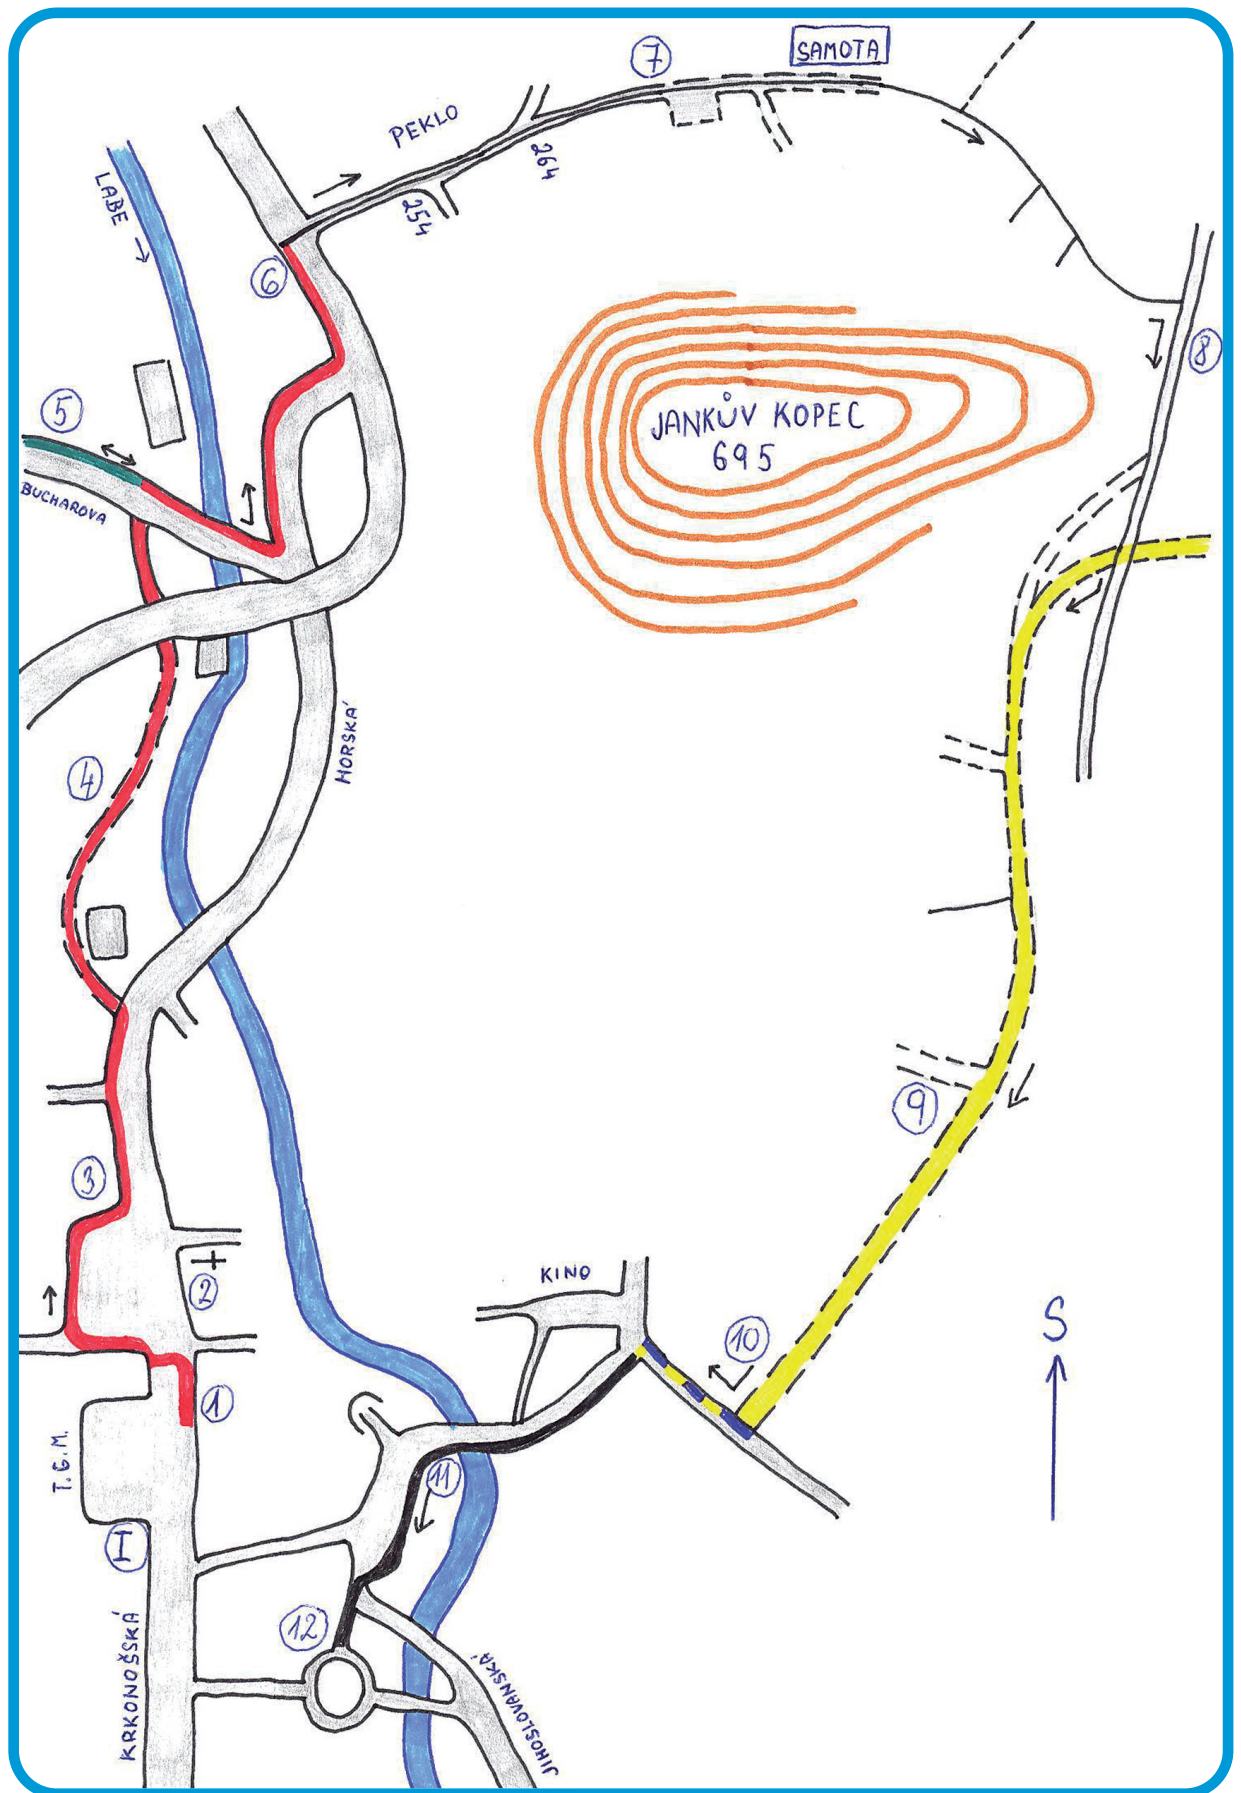 SAMOTA
7
PEKLO
264
254
LABE
6
8
5
JANKŮV KOPEC
695
BUCHAROVA
HORSKÁ
4
9
3
2
KINO
S
10
1
T.G.M.
11
I
12
KRKONOŠSKÁ
JIHOSLOVANSKÁ